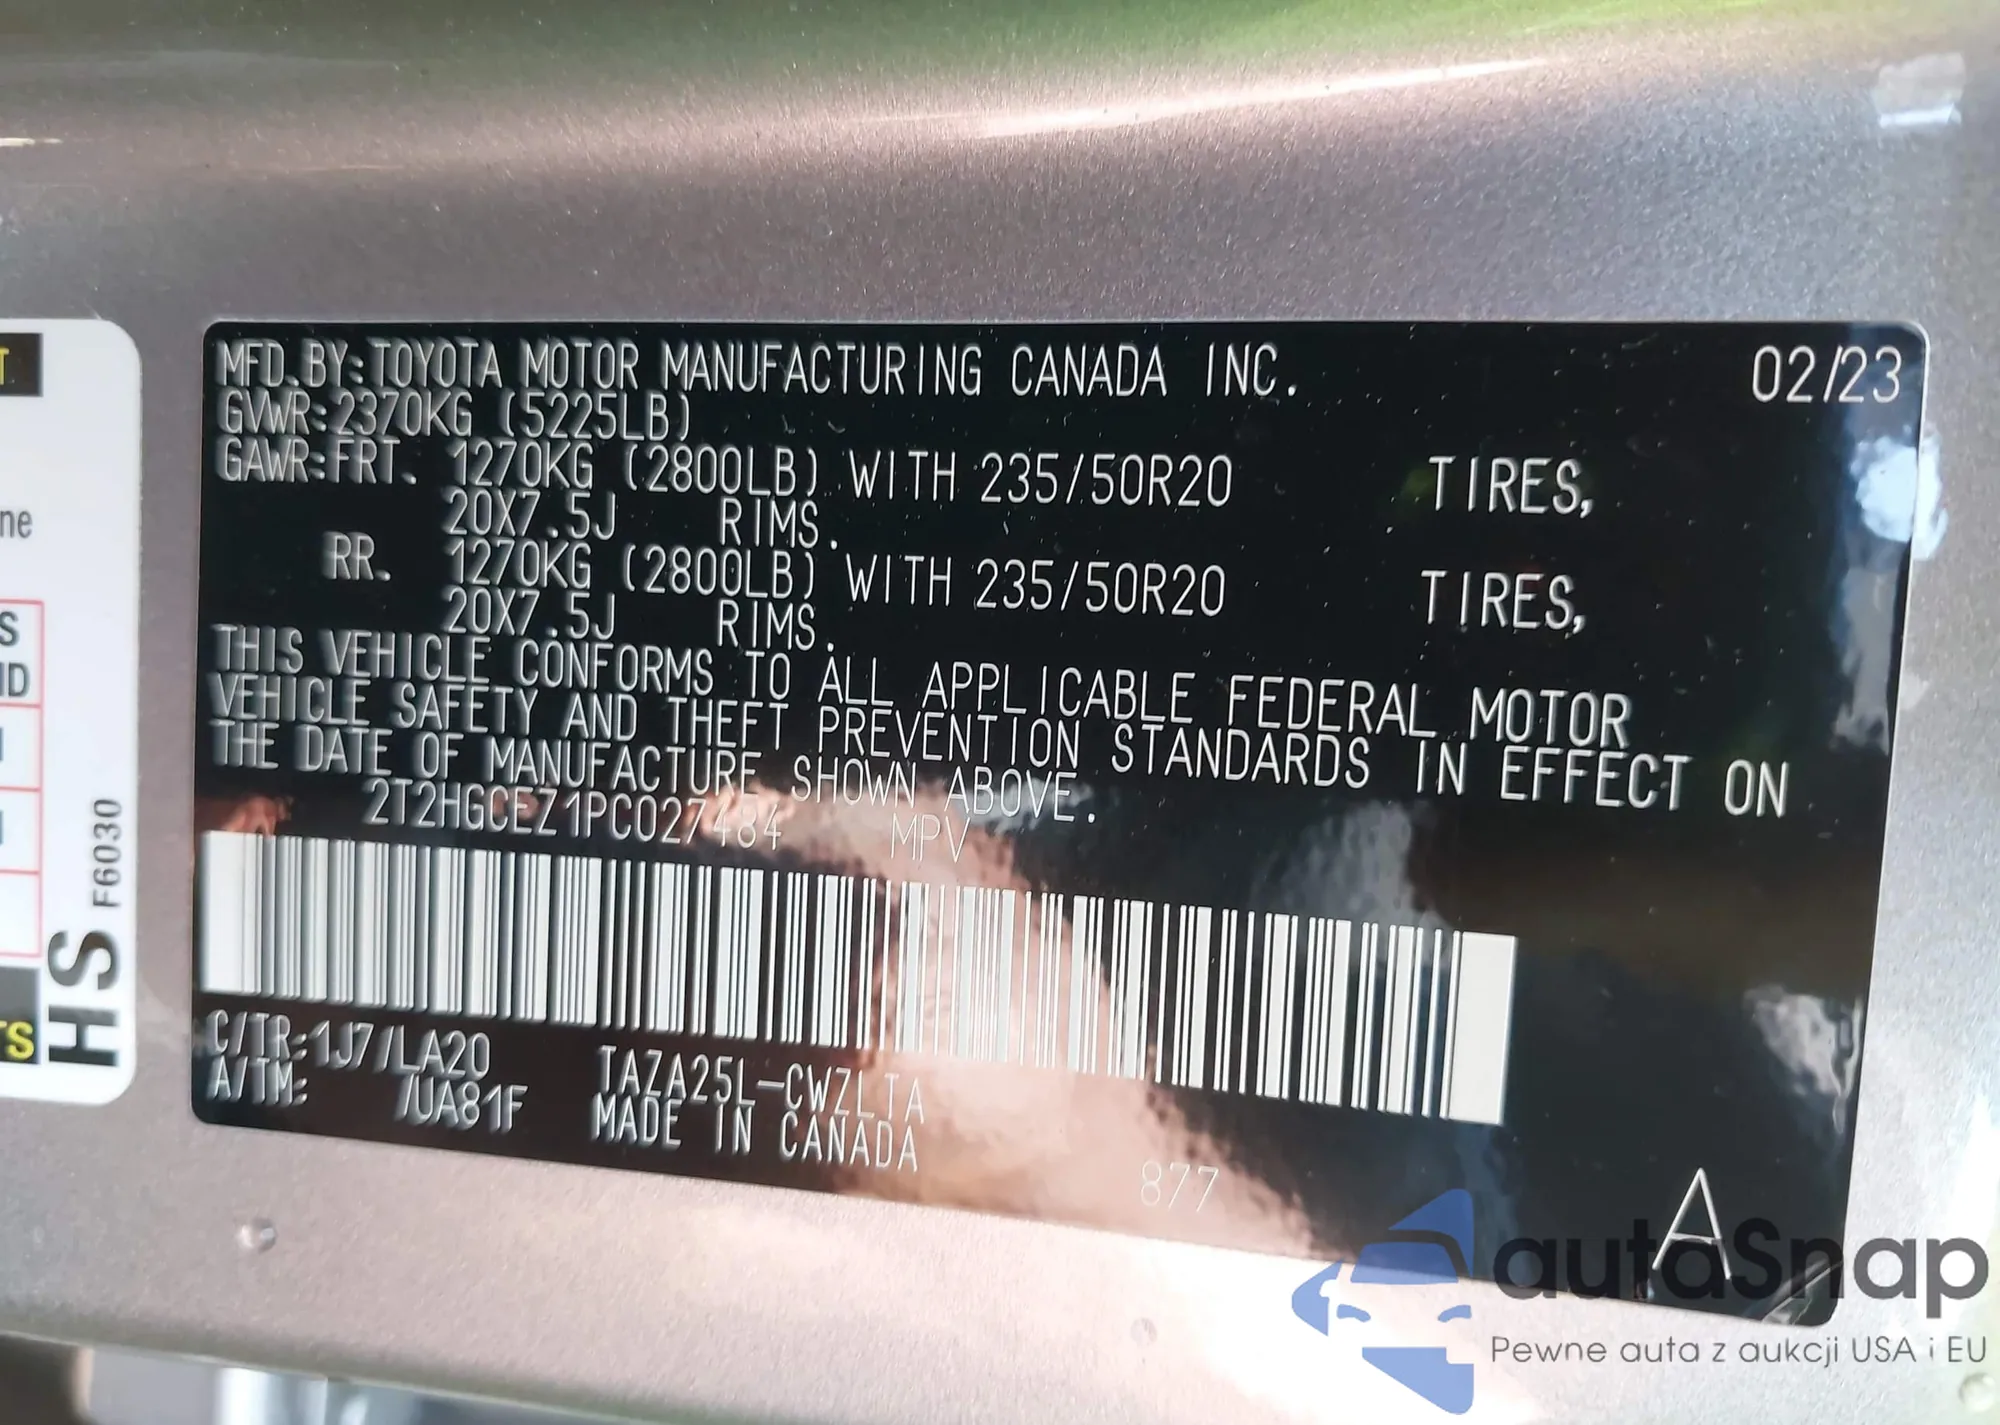 MFD.BY:TOYOTA MOTOR MANUFACTURING CANADA INC. 02/23
GVWR:2370KG (5225LB)
GAWR:FRT. 1270KG (2800LB) WITH 235/50R20 TIRES,
20X7.5J RIMS.
RR. 1270KG (2800LB) WITH 235/50R20 TIRES,
20X7.5J RIMS.
THIS VEHICLE CONFORMS TO ALL APPLICABLE FEDERAL MOTOR
VEHICLE SAFETY AND THEFT PREVENTION STANDARDS IN EFFECT ON
THE DATE OF MANUFACTURE SHOWN ABOVE.
2T2HGCEZ1PC027484 MPV
C/TR:1J7/LA20 TAZA25L-CWZLTA
A/TM: /UA81F MADE IN CANADA
877
A
HS F6030
autaSnap
Pewne auta z aukcji USA i EU